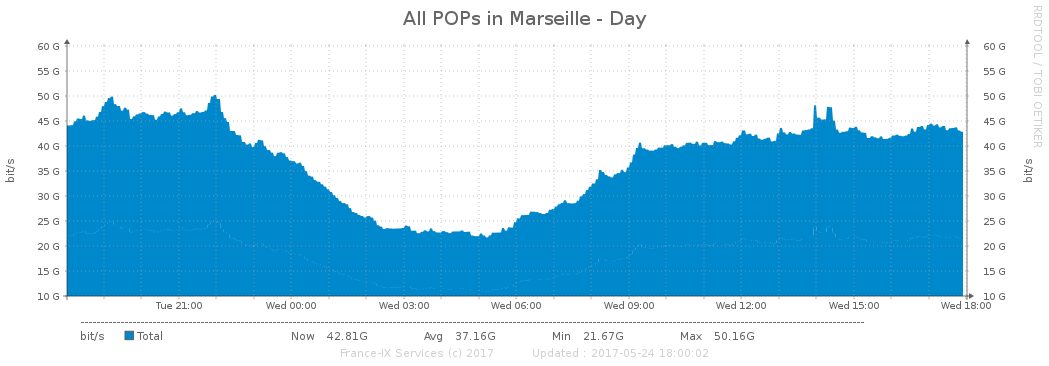 All POPs in Marseille - Day
RRDTOOL / TOBI OETIKER
bit/s
60 G 60 G
55 G 55 G
50 G 50 G
45 G 45 G
40 G 40 G
35 G 35 G
30 G 30 G
25 G 25 G
20 G 20 G
15 G 15 G
10 G 10 G
bit/s
Tue 21:00 Wed 00:00 Wed 03:00 Wed 06:00 Wed 09:00 Wed 12:00 Wed 15:00 Wed 18:00
bit/s Total Now 42.81G Avg 37.16G Min 21.67G Max 50.16G
France-IX Services (c) 2017 Updated : 2017-05-24 18:00:02